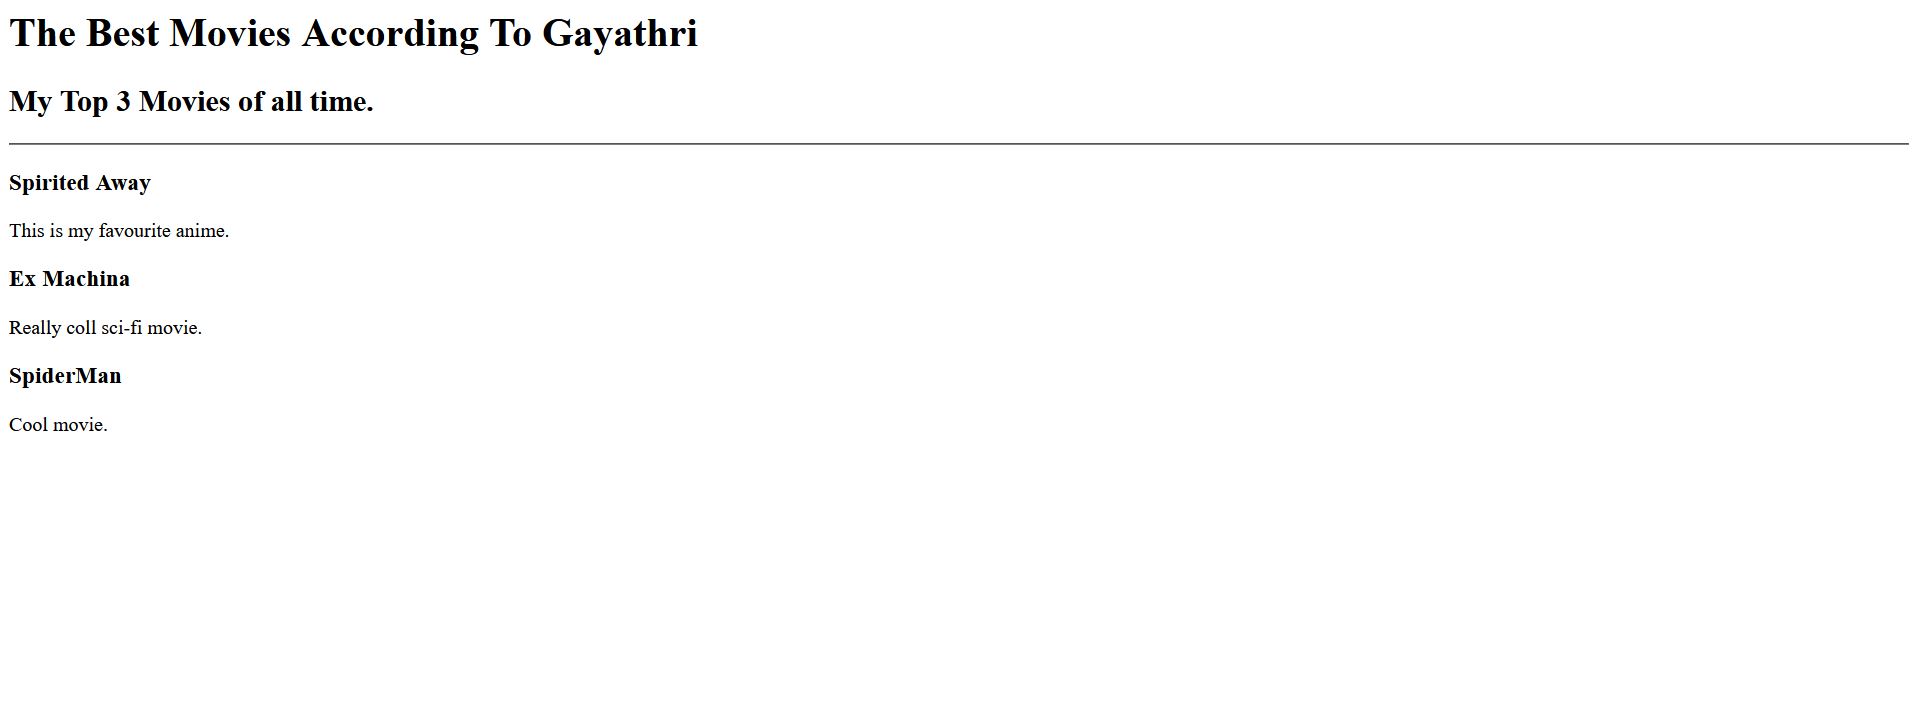 The Best Movies According To Gayathri
My Top 3 Movies of all time.
Spirited Away
This is my favourite anime.
Ex Machina
Really coll sci-fi movie.
SpiderMan
Cool movie.